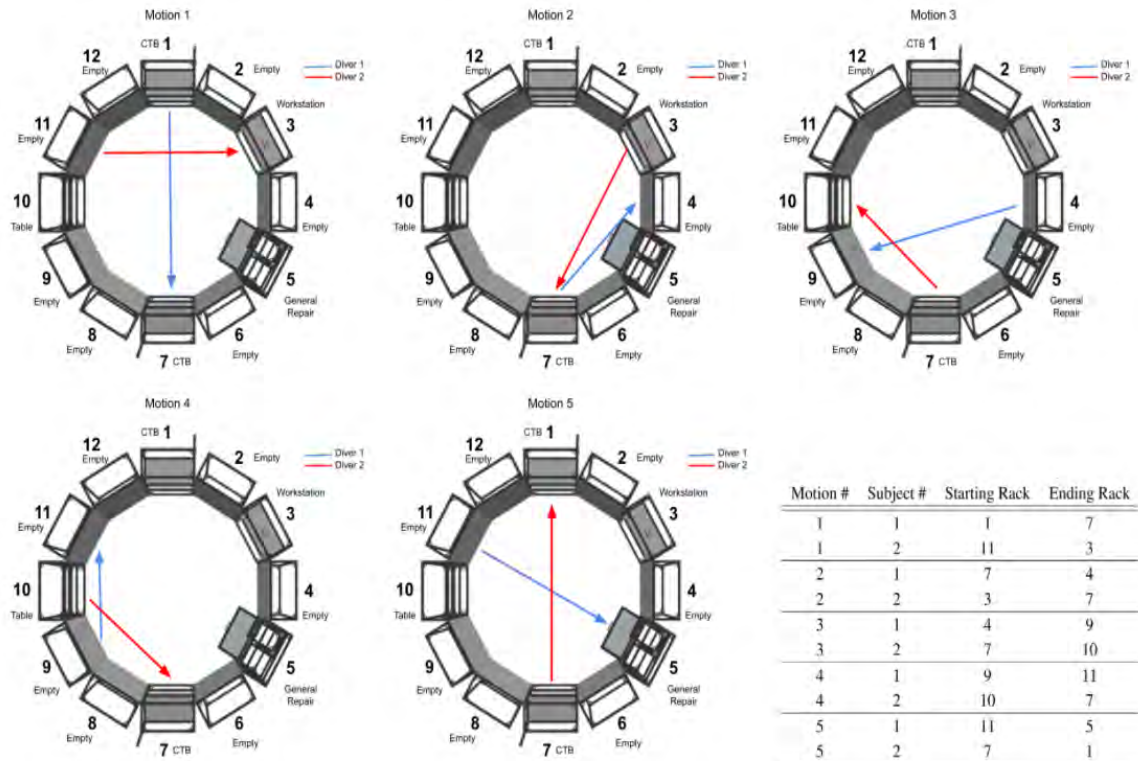 Motion 1
CTB 1
12
Empty
2 Empty
Diver 1
Diver 2
Workstation
11
Empty
3
10
Table
4
Empty
9
Empty
5
General
Repair
8
Empty
6
Empty
7 CTB
Motion 2
CTB 1
12
Empty
2 Empty
Diver 1
Diver 2
Workstation
11
Empty
3
10
Table
4
Empty
9
Empty
5
General
Repair
8
Empty
6
Empty
7 CTB
Motion 3
CTB 1
12
Empty
2 Empty
Diver 1
Diver 2
Workstation
11
Empty
3
10
Table
4
Empty
9
Empty
5
General
Repair
8
Empty
6
Empty
7 CTB
Motion 4
CTB 1
12
Empty
2 Empty
Diver 1
Diver 2
Workstation
11
Empty
3
10
Table
4
Empty
9
Empty
5
General
Repair
8
Empty
6
Empty
7 CTB
Motion 5
CTB 1
12
Empty
2 Empty
Diver 1
Diver 2
Workstation
11
Empty
3
10
Table
4
Empty
9
Empty
5
General
Repair
8
Empty
6
Empty
7 CTB
Motion # Subject # Starting Rack Ending Rack
1 1 1 7
1 2 11 3
2 1 7 4
2 2 3 7
3 1 4 9
3 2 7 10
4 1 9 11
4 2 10 7
5 1 11 5
5 2 7 1